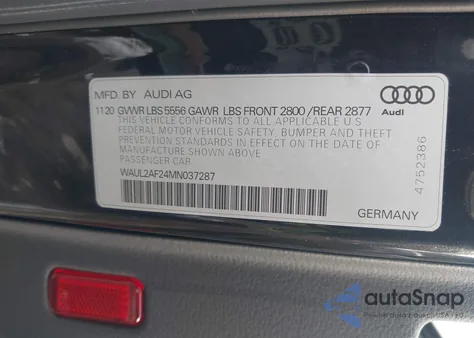 MFD. BY AUDI AG
1120 GVWR LBS 5556 GAWR LBS FRONT 2800 / REAR 2877
THIS VEHICLE CONFORMS TO ALL APPLICABLE U.S
FEDERAL MOTOR VEHICLE SAFETY, BUMPER AND THEFT
PREVENTION STANDARDS IN EFFECT ON THE DATE OF
MANUFACTURE SHOWN ABOVE
PASSENGER CAR
WAUL2AF24MN037287
Audi
4752386
GERMANY
autoSnap